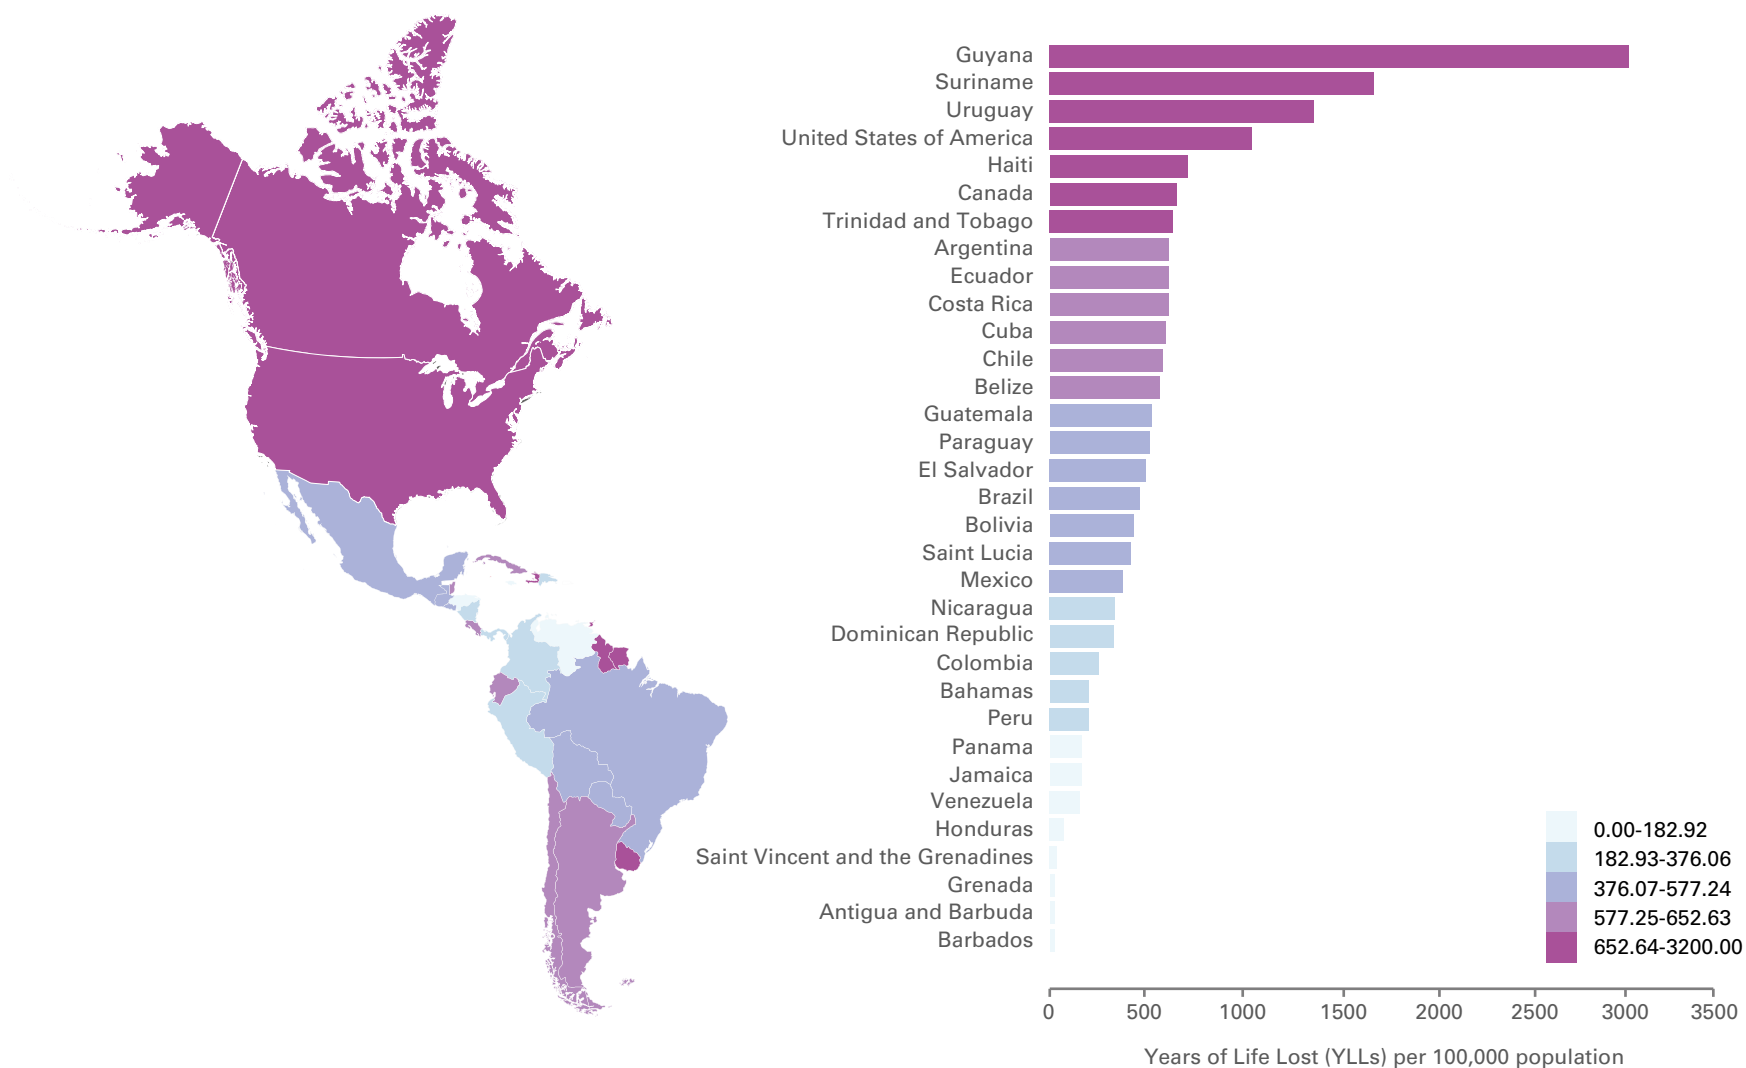 Guyana
Suriname
Uruguay
United States of America
Haiti
Canada
Trinidad and Tobago
Argentina
Ecuador
Costa Rica
Cuba
Chile
Belize
Guatemala
Paraguay
El Salvador
Brazil
Bolivia
Saint Lucia
Mexico
Nicaragua
Dominican Republic
Colombia
Bahamas
Peru
Panama
Jamaica
Venezuela
Honduras
Saint Vincent and the Grenadines
Grenada
Antigua and Barbuda
Barbados
0.00-182.92
182.93-376.06
376.07-577.24
577.25-652.63
652.64-3200.00
0 500 1000 1500 2000 2500 3000 3500
Years of Life Lost (YLLs) per 100,000 population